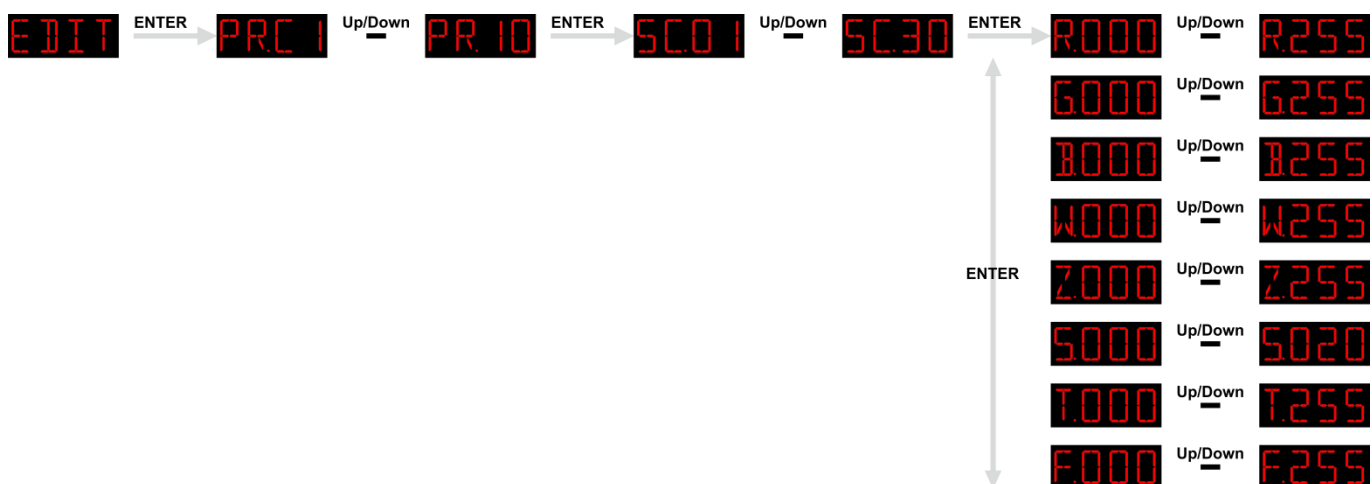 EDIT ENTER PR.C1 Up/Down PR.10 ENTER SC.01 Up/Down SC.30 ENTER R.000 Up/Down R.255
G.000 Up/Down G.255
B.000 Up/Down B.255
W.000 Up/Down W.255
ENTER Z.000 Up/Down Z.255
S.000 Up/Down S.020
T.000 Up/Down T.255
F.000 Up/Down F.255